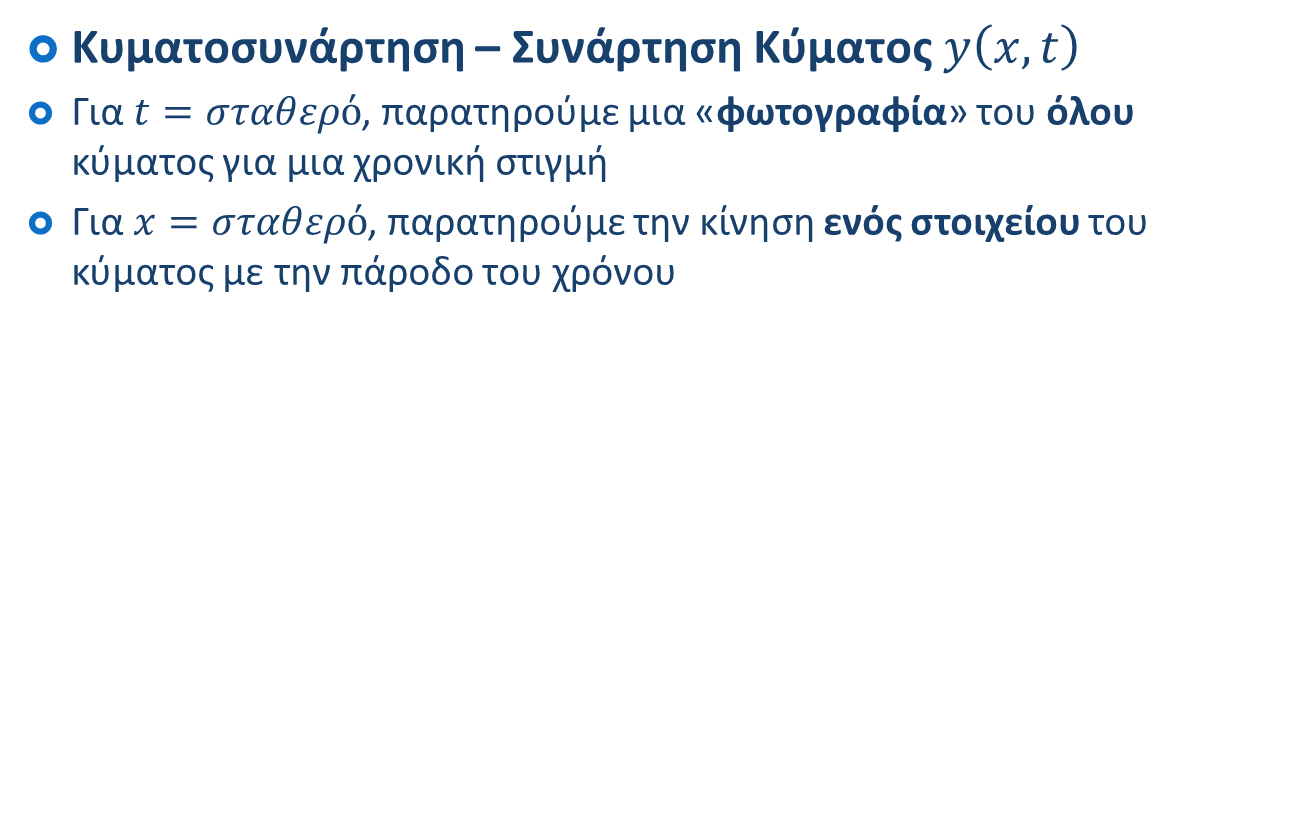 Κυματοσυνάρτηση – Συνάρτηση Κύματος y(x, t)
Για t = σταθερό, παρατηρούμε μια «φωτογραφία» του όλου
κύματος για μια χρονική στιγμή
Για x = σταθερό, παρατηρούμε την κίνηση ενός στοιχείου του
κύματος με την πάροδο του χρόνου